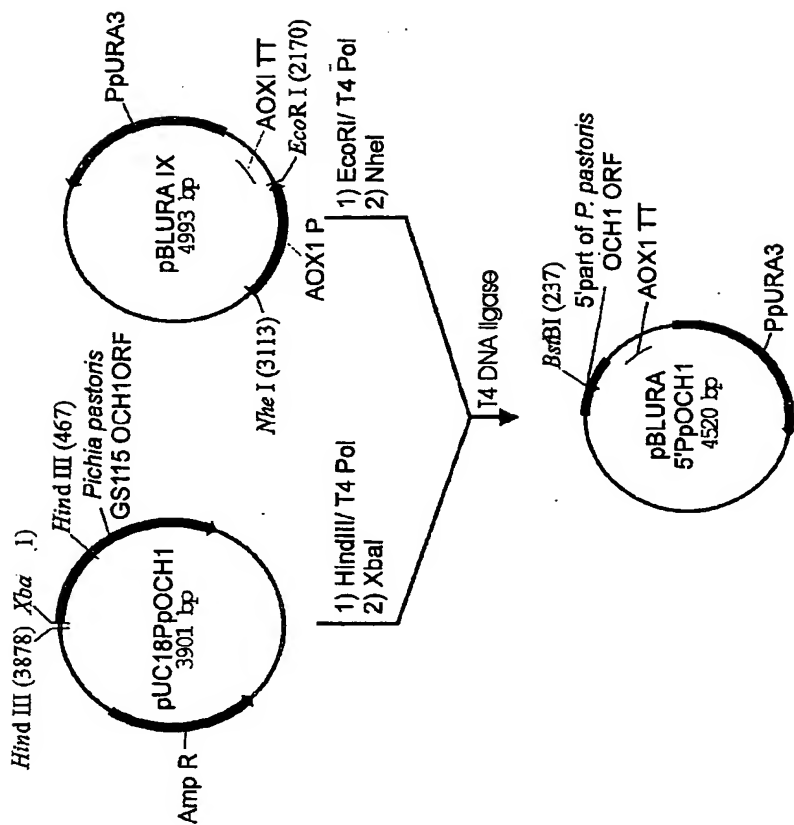 Hind III (3878)
Xba 1)
Hind III (467)
Pichia pastoris
GS115 OCH1ORF
pUC18PpOCH1
3901 bp
Amp R
1) HindIII/ T4 Pol
2) XbaI
PpURA3
pBLURA IX
4993 bp
AOXI TT
EcoR I (2170)
AOX1 P
Nhe I (3113)
1) EcoRI/ T4 Pol
2) NheI
T4 DNA ligase
BstBI (237)
5'part of P. pastoris
OCH1 ORF
AOX1 TT
pBLURA
5'PpOCH1
4520 bp
PpURA3